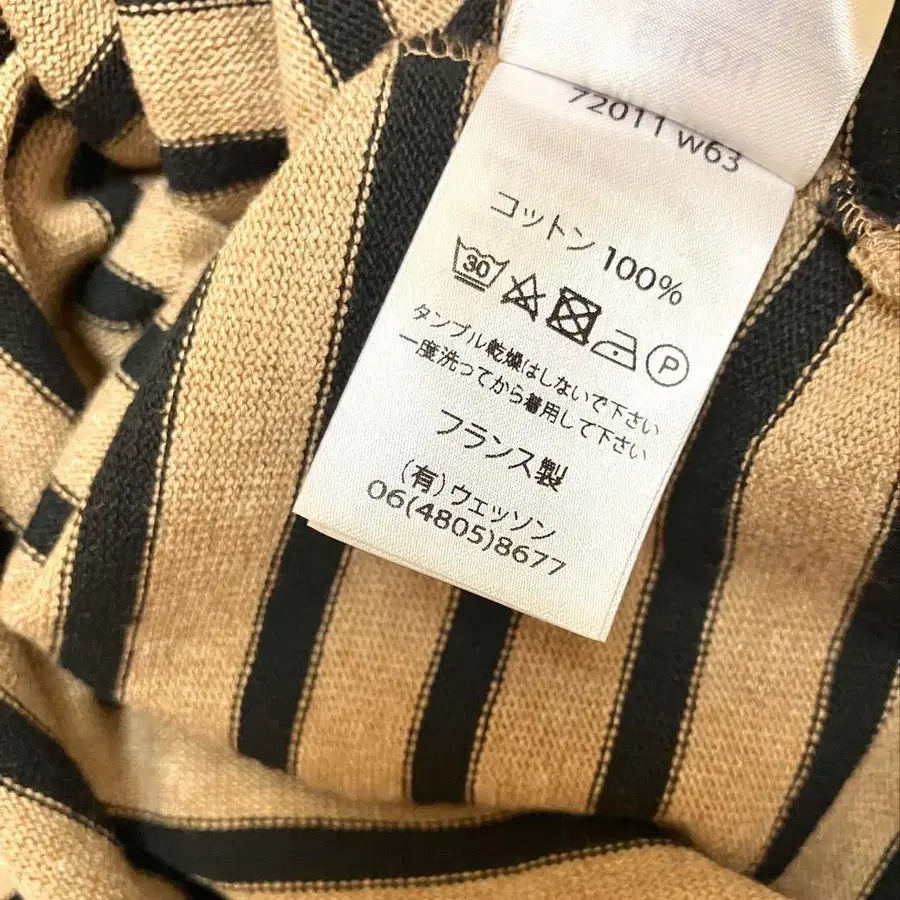 72011 w63
コットン 100%
30 P
タンブル乾燥はしないで下さい
一度洗ってから着用して下さい
フランス製
(有)ウェッソン
06(4805)8677